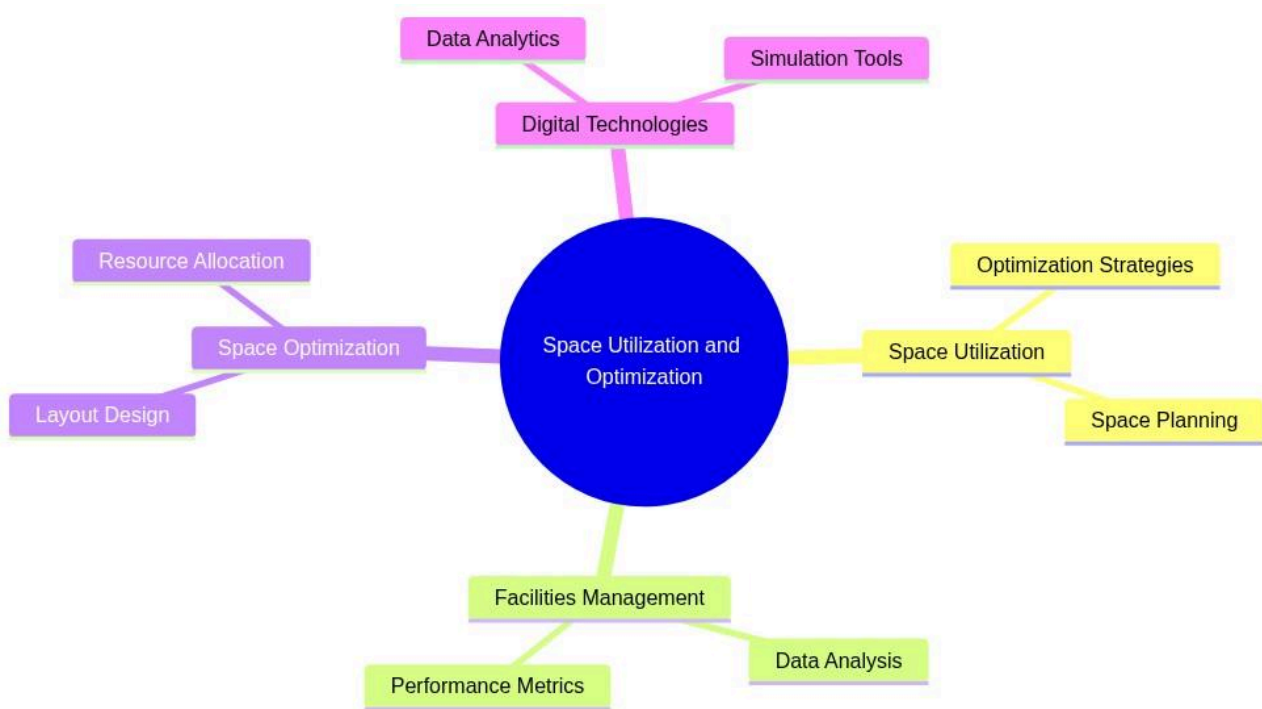 Data Analytics
Simulation Tools
Digital Technologies
Resource Allocation
Optimization Strategies
Space Optimization
Space Utilization and
Optimization
Space Utilization
Layout Design
Space Planning
Facilities Management
Data Analysis
Performance Metrics